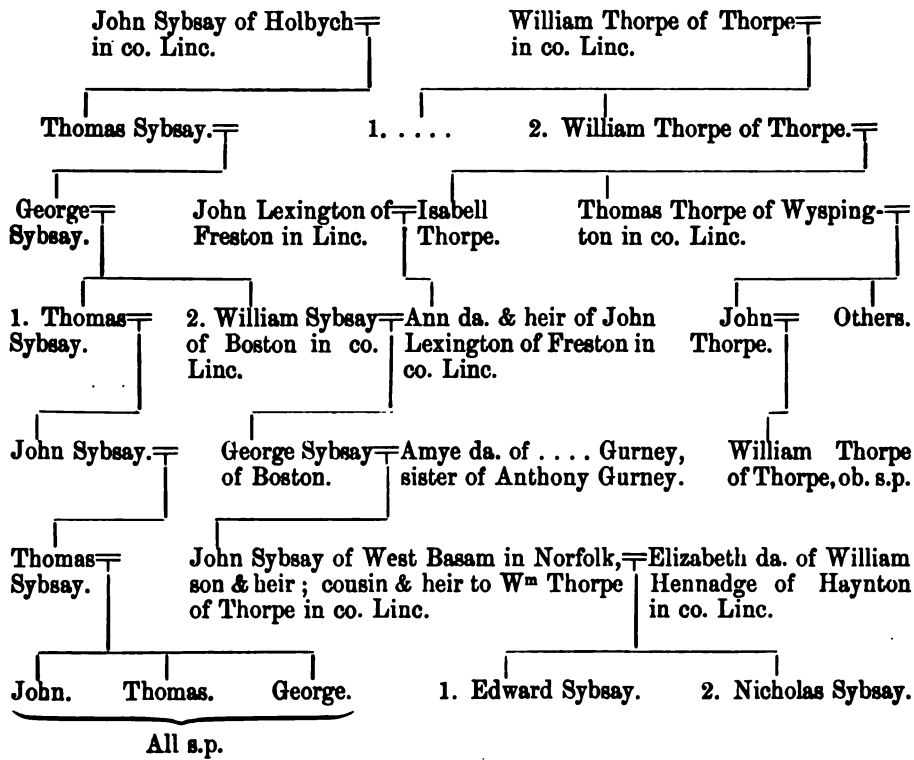 John Sybsay of Holbych
in co. Linc.
William Thorpe of Thorpe
in co. Linc.
Thomas Sybsay.
1. . . . . .
2. William Thorpe of Thorpe.
George
Sybsay.
John Lexington of
Freston in Linc.
Isabell
Thorpe.
Thomas Thorpe of Wysping-
ton in co. Linc.
1. Thomas
Sybsay.
2. William Sybsay
of Boston in co.
Linc.
Ann da. & heir of John
Lexington of Freston in
co. Linc.
John
Thorpe.
Others.
John Sybsay.
George Sybsay
of Boston.
Amye da. of . . . . Gurney,
sister of Anthony Gurney.
William Thorpe
of Thorpe, ob. s.p.
Thomas
Sybsay.
John Sybsay of West Basam in Norfolk,
son & heir ; cousin & heir to Wm Thorpe
of Thorpe in co. Linc.
Elizabeth da. of William
Hennadge of Haynton
in co. Linc.
John.
Thomas.
George.
1. Edward Sybsay.
2. Nicholas Sybsay.
All s.p.